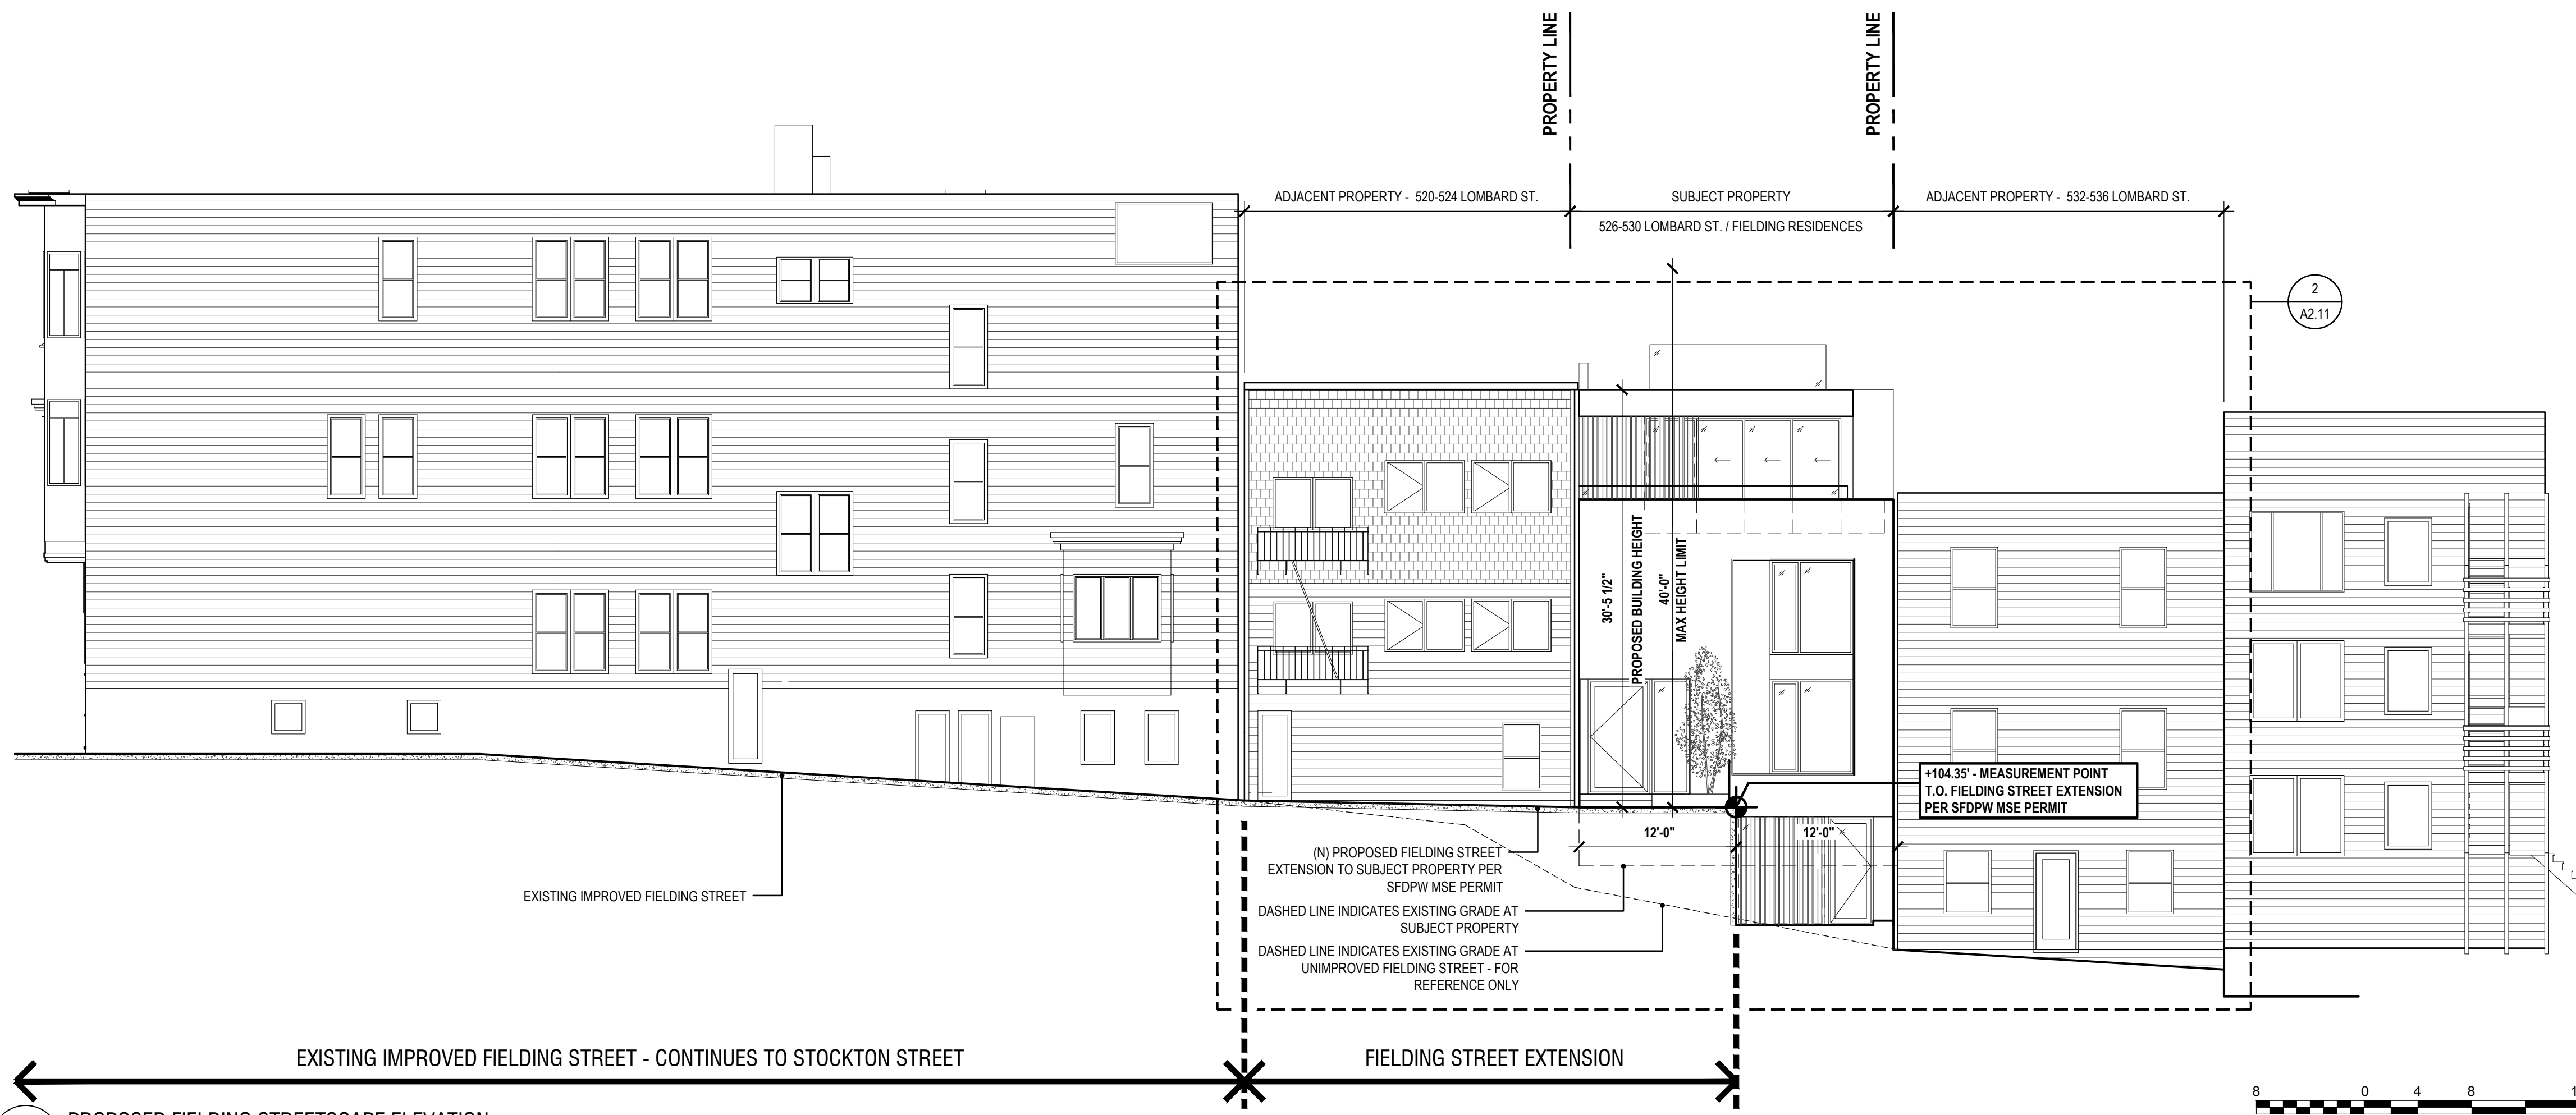 PROPERTY LINE
PROPERTY LINE
ADJACENT PROPERTY - 520-524 LOMBARD ST.
SUBJECT PROPERTY
526-530 LOMBARD ST. / FIELDING RESIDENCES
ADJACENT PROPERTY - 532-536 LOMBARD ST.
2
A2.11
30'-5 1/2"
PROPOSED BUILDING HEIGHT
40'-0"
MAX HEIGHT LIMIT
+104.35' - MEASUREMENT POINT
T.O. FIELDING STREET EXTENSION
PER SFDPW MSE PERMIT
12'-0"
12'-0"
(N) PROPOSED FIELDING STREET
EXTENSION TO SUBJECT PROPERTY PER
SFDPW MSE PERMIT
EXISTING IMPROVED FIELDING STREET
DASHED LINE INDICATES EXISTING GRADE AT
SUBJECT PROPERTY
DASHED LINE INDICATES EXISTING GRADE AT
UNIMPROVED FIELDING STREET - FOR
REFERENCE ONLY
EXISTING IMPROVED FIELDING STREET - CONTINUES TO STOCKTON STREET
FIELDING STREET EXTENSION
PROPOSED FIELDING STREETSCAPE ELEVATION
8 0 4 8